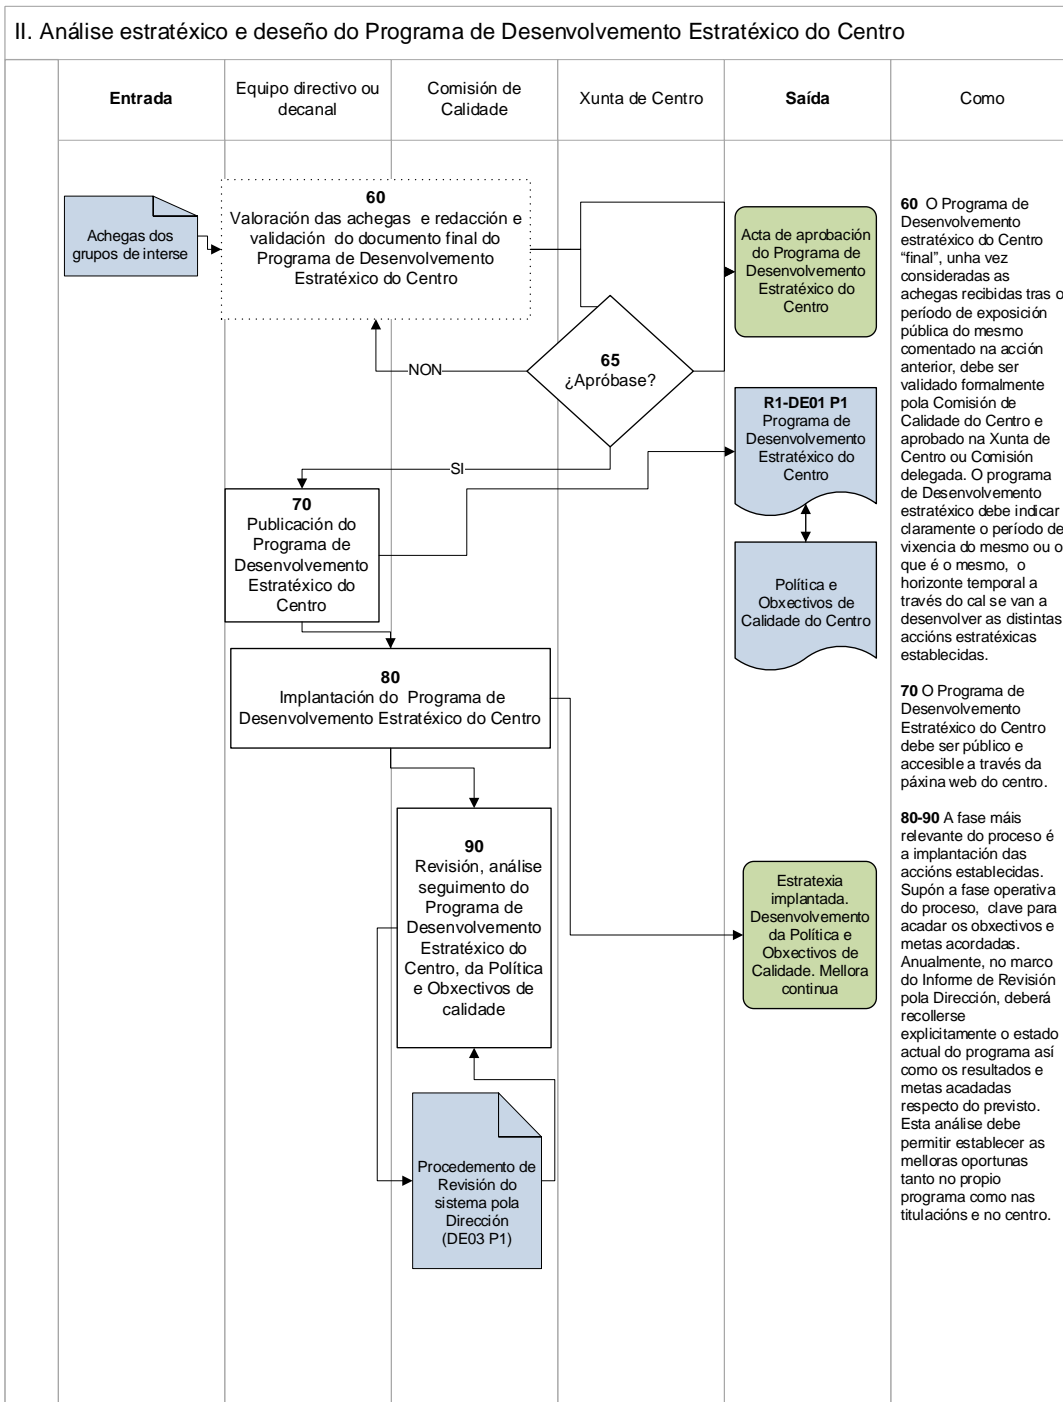 II. Análise estratéxico e deseño do Programa de Desenvolvemento Estratéxico do Centro
Entrada
Equipo directivo ou
decanal
Comisión de
Calidade
Xunta de Centro
Saída
Como
Achegas dos
grupos de interse
60
Valoración das achegas e redacción e
validación do documento final do
Programa de Desenvolvemento
Estratéxico do Centro
Acta de aprobación
do Programa de
Desenvolvemento
Estratéxico do
Centro
65
¿Apróbase?
NON
SI
R1-DE01 P1
Programa de
Desenvolvemento
Estratéxico do
Centro
70
Publicación do
Programa de
Desenvolvemento
Estratéxico do
Centro
Política e
Obxectivos de
Calidade do Centro
80
Implantación do Programa de
Desenvolvemento Estratéxico do Centro
90
Revisión, análise
seguimento do
Programa de
Desenvolvemento
Estratéxico do
Centro, da Política
e Obxectivos de
calidade
Estratexia
implantada.
Desenvolvemento
da Política e
Obxectivos de
Calidade. Mellora
continua
Procedemento de
Revisión do
sistema pola
Dirección
(DE03 P1)
60 O Programa de
Desenvolvemento
estratéxico do Centro
“final”, unha vez
consideradas as
achegas recibidas tras o
período de exposición
pública do mesmo
comentado na acción
anterior, debe ser
validado formalmente
pola Comisión de
Calidade do Centro e
aprobado na Xunta de
Centro ou Comisión
delegada. O programa
de Desenvolvemento
estratéxico debe indicar
claramente o período de
vixencia do mesmo ou o
que é o mesmo, o
horizonte temporal a
través do cal se van a
desenvolver as distintas
accións estratéxicas
establecidas.
70 O Programa de
Desenvolvemento
Estratéxico do Centro
debe ser público e
accesible a través da
páxina web do centro.
80-90 A fase máis
relevante do proceso é
a implantación das
accións establecidas.
Supón a fase operativa
do proceso, clave para
acadar os obxectivos e
metas acordadas.
Anualmente, no marco
do Informe de Revisión
pola Dirección, deberá
recollerse
explicitamente o estado
actual do programa así
como os resultados e
metas acadadas
respecto do previsto.
Esta análise debe
permitir establecer as
melloras oportunas
tanto no propio
programa como nas
titulacións e no centro.